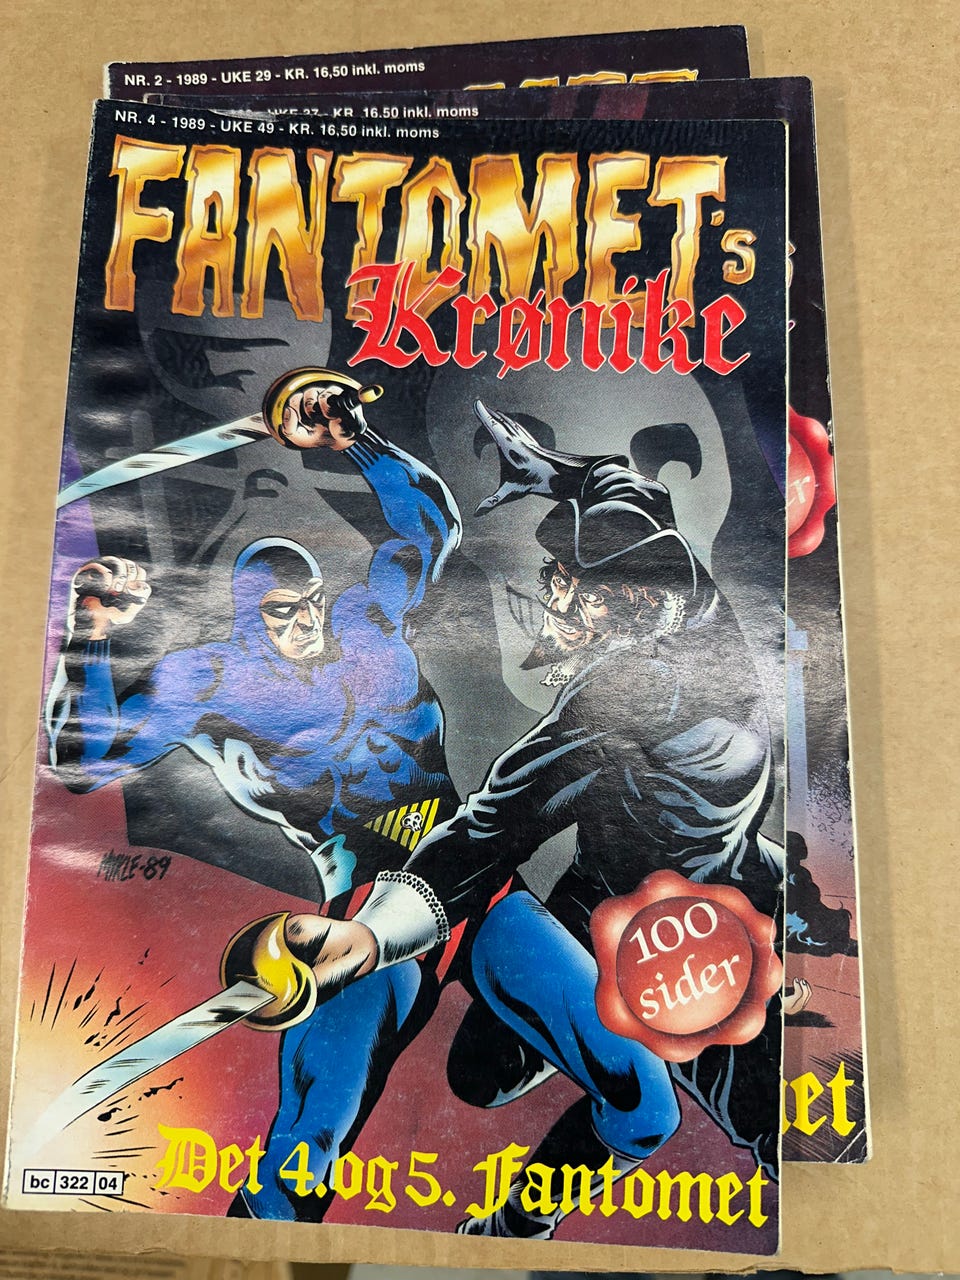 NR. 2 - 1989 - UKE 29 - KR. 16,50 inkl. moms
UKE 37 - KR. 16.50 inkl. moms
NR. 4 - 1989 - UKE 49 - KR. 16,50 inkl. moms
FANTOMET's
Krønike
MIKLE-89
100
sider
Det 4. og 5. Fantomet
bc 322 04